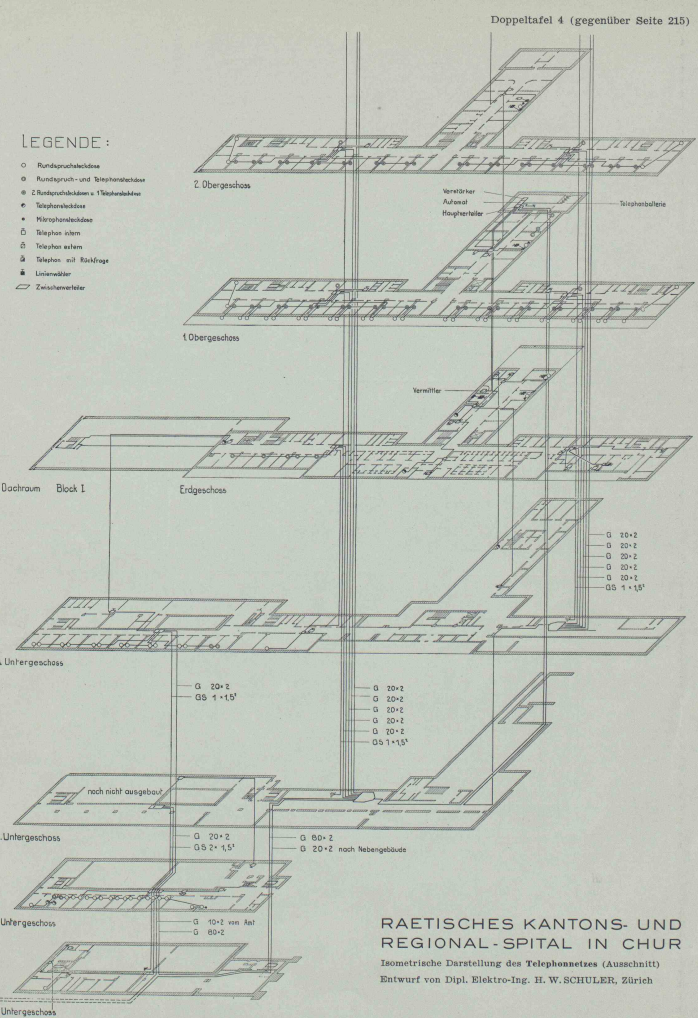 Doppeltafel 4 (gegenüber Seite 215)
LEGENDE:
Rundspruchsteckdose
Rundspruch- und Telephonsteckdose
2 Rundspruchsteckdosen u. 1 Telephonsteckdose
Telephonsteckdose
Mikrophonsteckdose
Telephon intern
Telephon extern
Telephon mit Rückfrage
Linienwähler
Zwischenverteiler
2. Obergeschoss
Verstärker
Automat
Hauptverteiler
Telephonbatterie
1. Obergeschoss
Vermittler
Dachraum Block I
Erdgeschoss
G 20×2
G 20×2
G 20×2
G 20×2
G 20×2
GS 1×1,5²
Untergeschoss
G 20×2
GS 1×1,5²
G 20×2
G 20×2
G 20×2
G 20×2
G 20×2
GS 1×1,5²
noch nicht ausgebaut
Untergeschoss
G 20×2
GS 2×1,5²
G 60×2
G 20×2 nach Nebengebäude
Untergeschoss
G 10×2 vom Amt
G 60×2
RAETISCHES KANTONS- UND
REGIONAL-SPITAL IN CHUR
Isometrische Darstellung des Telephonnetzes (Ausschnitt)
Entwurf von Dipl. Elektro-Ing. H. W. SCHULER, Zürich
Untergeschoss